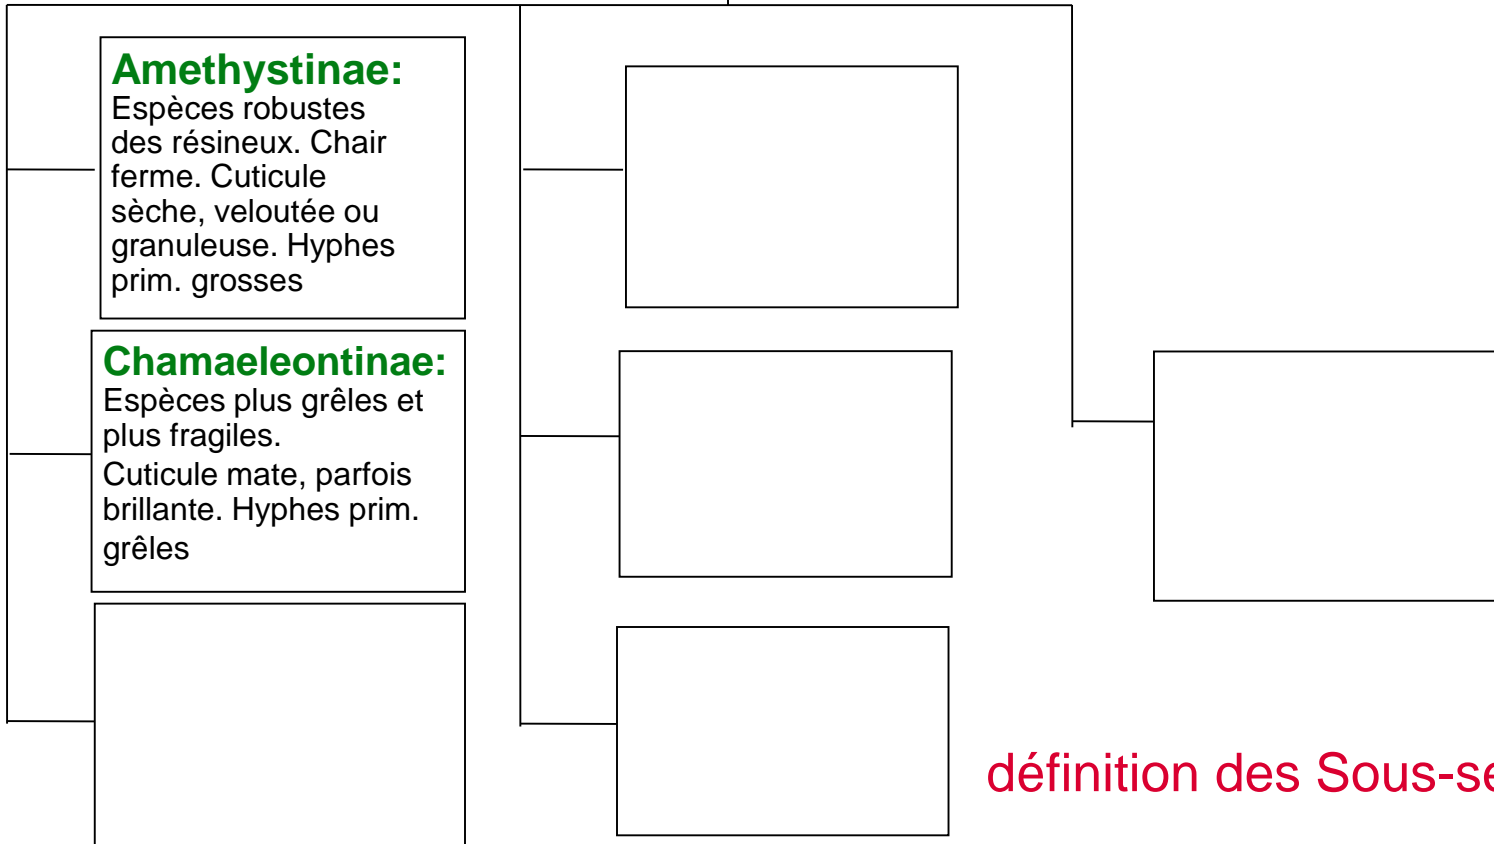 Amethystinae:
Espèces robustes
des résineux. Chair
ferme. Cuticule
sèche, veloutée ou
granuleuse. Hyphes
prim. grosses
Chamaeleontinae:
Espèces plus grêles et
plus fragiles.
Cuticule mate, parfois
brillante. Hyphes prim.
grêles
définition des Sous-se